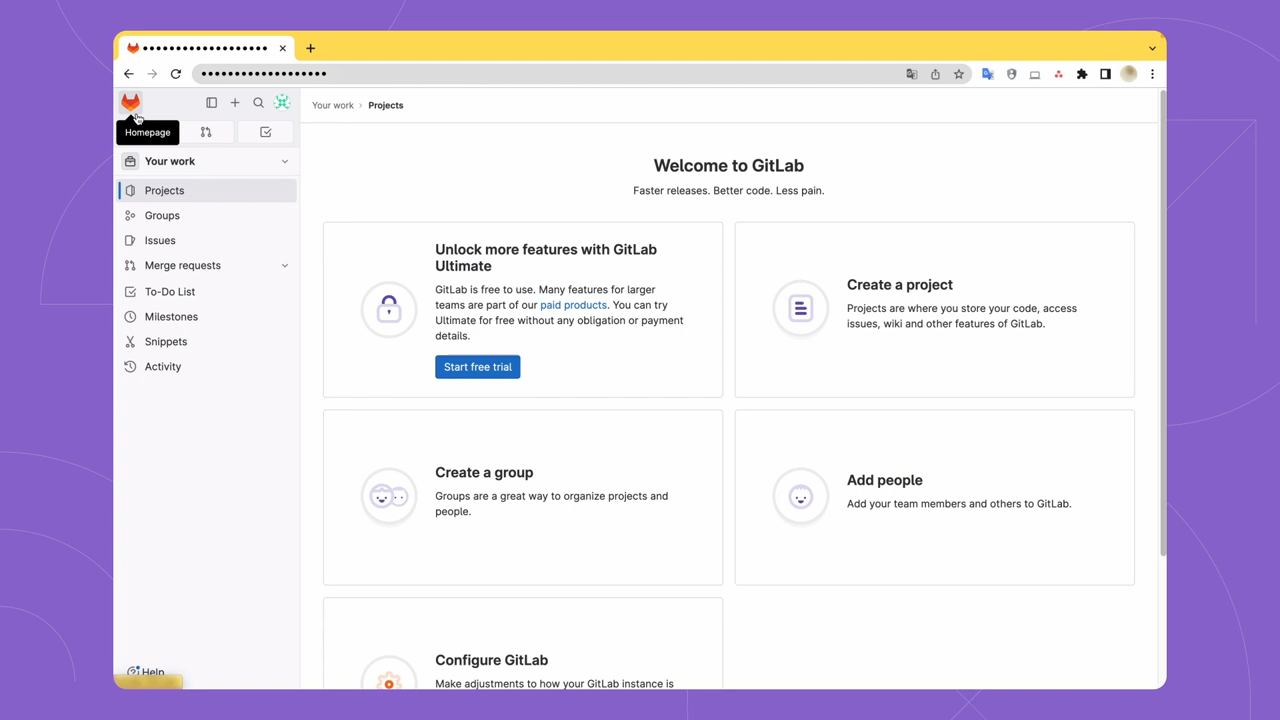 Homepage
Your work
Projects
Groups
Issues
Merge requests
To-Do List
Milestones
Snippets
Activity
Help
Your work › Projects
Welcome to GitLab
Faster releases. Better code. Less pain.
Unlock more features with GitLab
Ultimate
GitLab is free to use. Many features for larger
teams are part of our paid products. You can try
Ultimate for free without any obligation or payment
details.
Start free trial
Create a project
Projects are where you store your code, access
issues, wiki and other features of GitLab.
Create a group
Groups are a great way to organize projects and
people.
Add people
Add your team members and others to GitLab.
Configure GitLab
Make adjustments to how your GitLab instance is